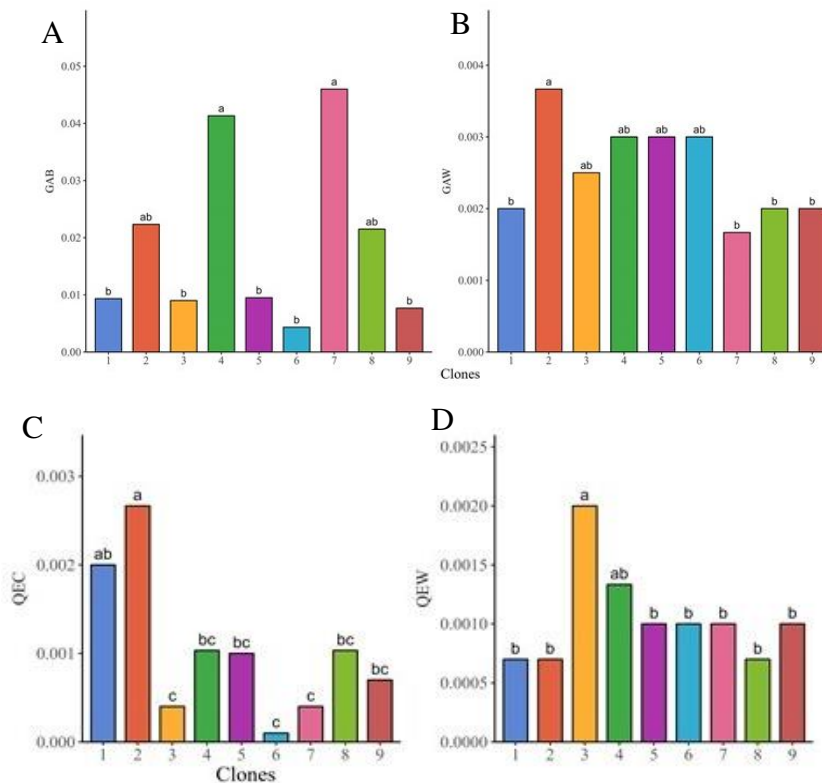 A
GAB
0.05
0.04
0.03
0.02
0.01
0.00
b
ab
b
a
b
b
a
ab
b
1 2 3 4 5 6 7 8 9
B
GAW
0.004
0.003
0.002
0.001
0.000
b
a
ab
ab
ab
ab
b
b
b
1 2 3 4 5 6 7 8 9
Clones
C
QEC
0.003
0.002
0.001
0.000
ab
a
c
bc
bc
c
c
bc
bc
1 2 3 4 5 6 7 8 9
Clones
D
QEW
0.0025
0.0020
0.0015
0.0010
0.0005
0.0000
b
b
a
ab
b
b
b
b
b
1 2 3 4 5 6 7 8 9